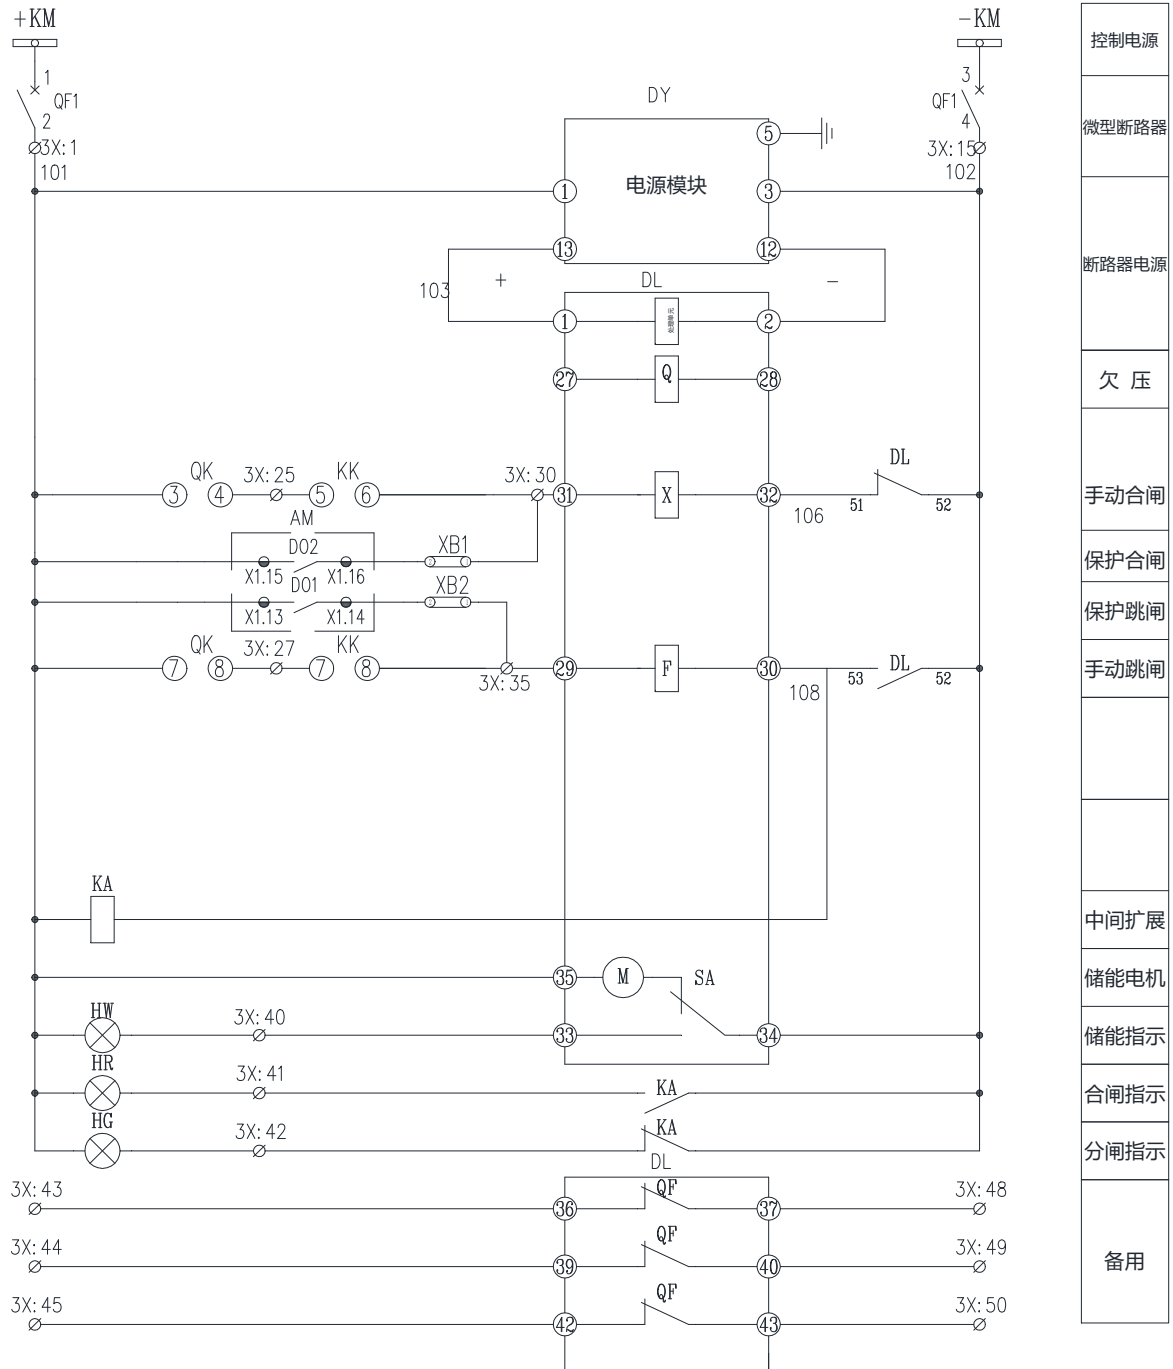 +KM
-KM
控制电源
1
QF1
2
3X:1
101
3
QF1
4
3X:15
102
微型断路器
DY
5
1
电源模块
3
13
12
103
+
-
断路器电源
DL
1
处理单元
2
27
Q
28
欠 压
QK
3
4
3X:25
KK
5
6
3X:30
31
X
32
106
DL
51
52
手动合闸
AM
DO2
X1.15
X1.16
XB1
保护合闸
DO1
X1.13
X1.14
XB2
保护跳闸
QK
7
8
3X:27
KK
7
8
3X:35
29
F
30
108
53
DL
52
手动跳闸
KA
中间扩展
35
M
SA
储能电机
HW
3X:40
33
34
储能指示
HR
3X:41
KA
合闸指示
HG
3X:42
KA
分闸指示
DL
3X:43
36
QF
37
3X:48
3X:44
39
QF
40
3X:49
备用
3X:45
42
QF
43
3X:50